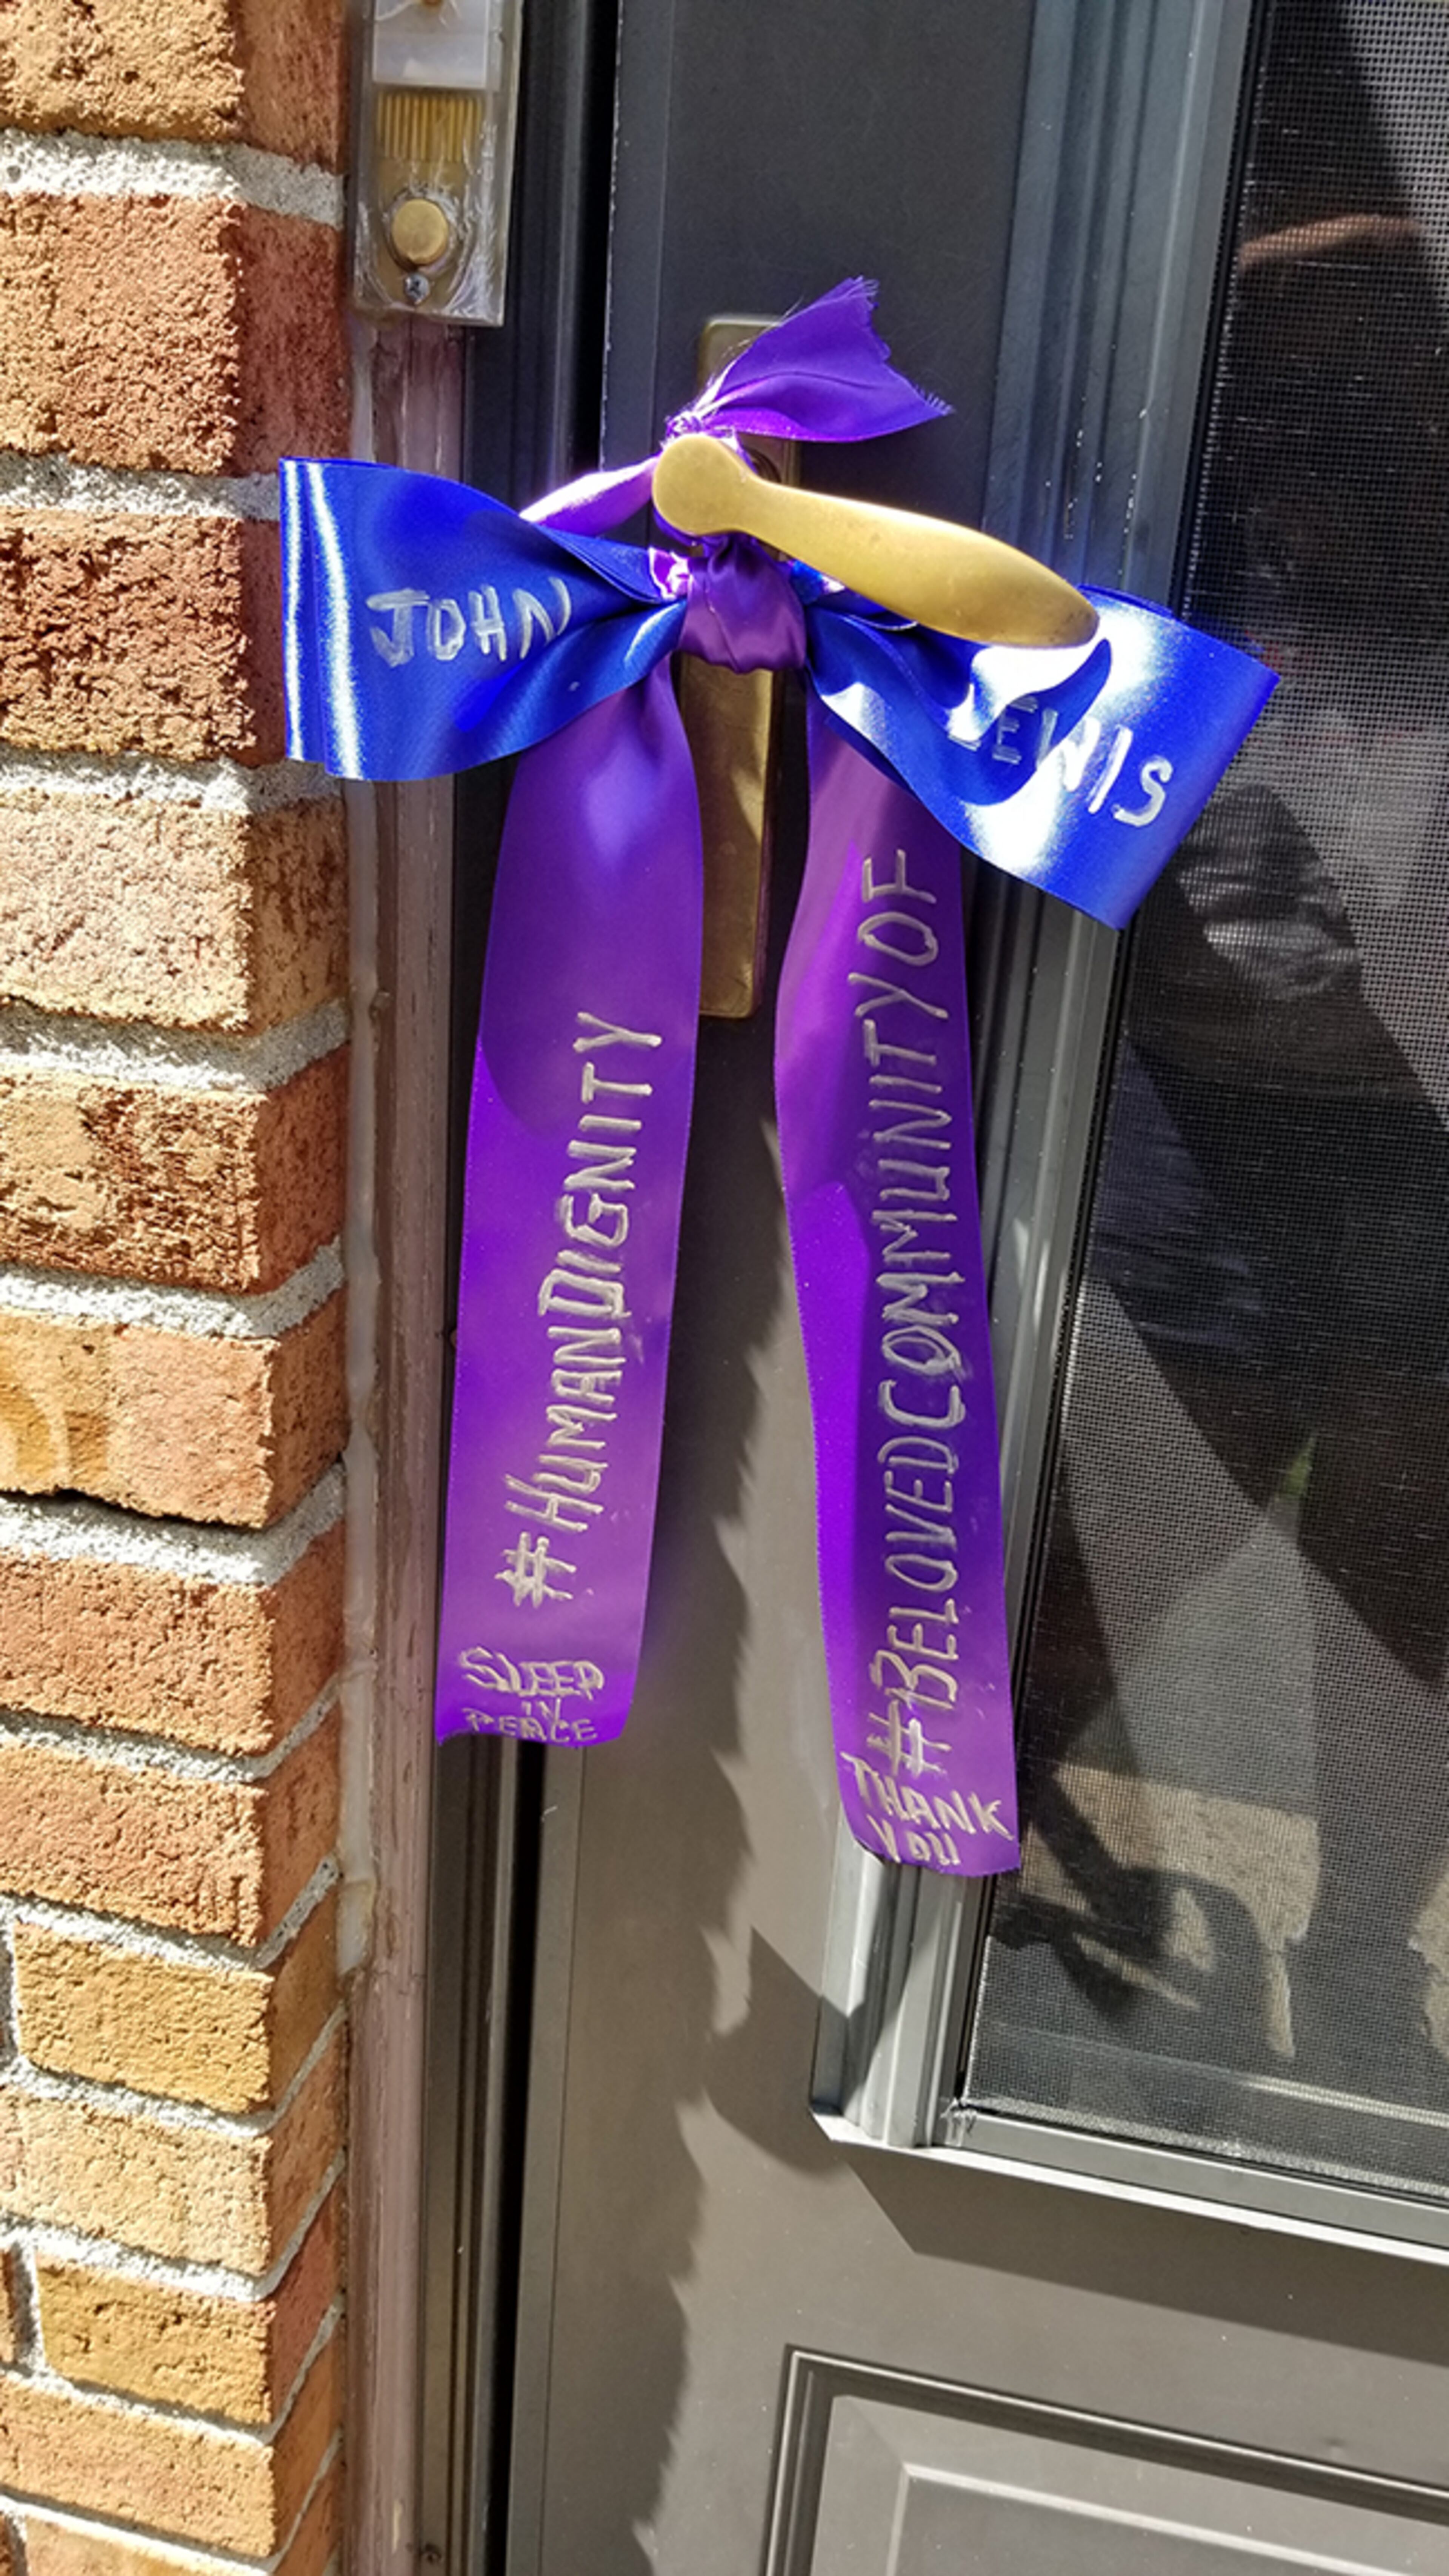 JOHN
LEWIS
#HUMANDIGNITY
SLEEP
IN
PEACE
#BELOVEDCOMMUNITYOF
THANK
YOU